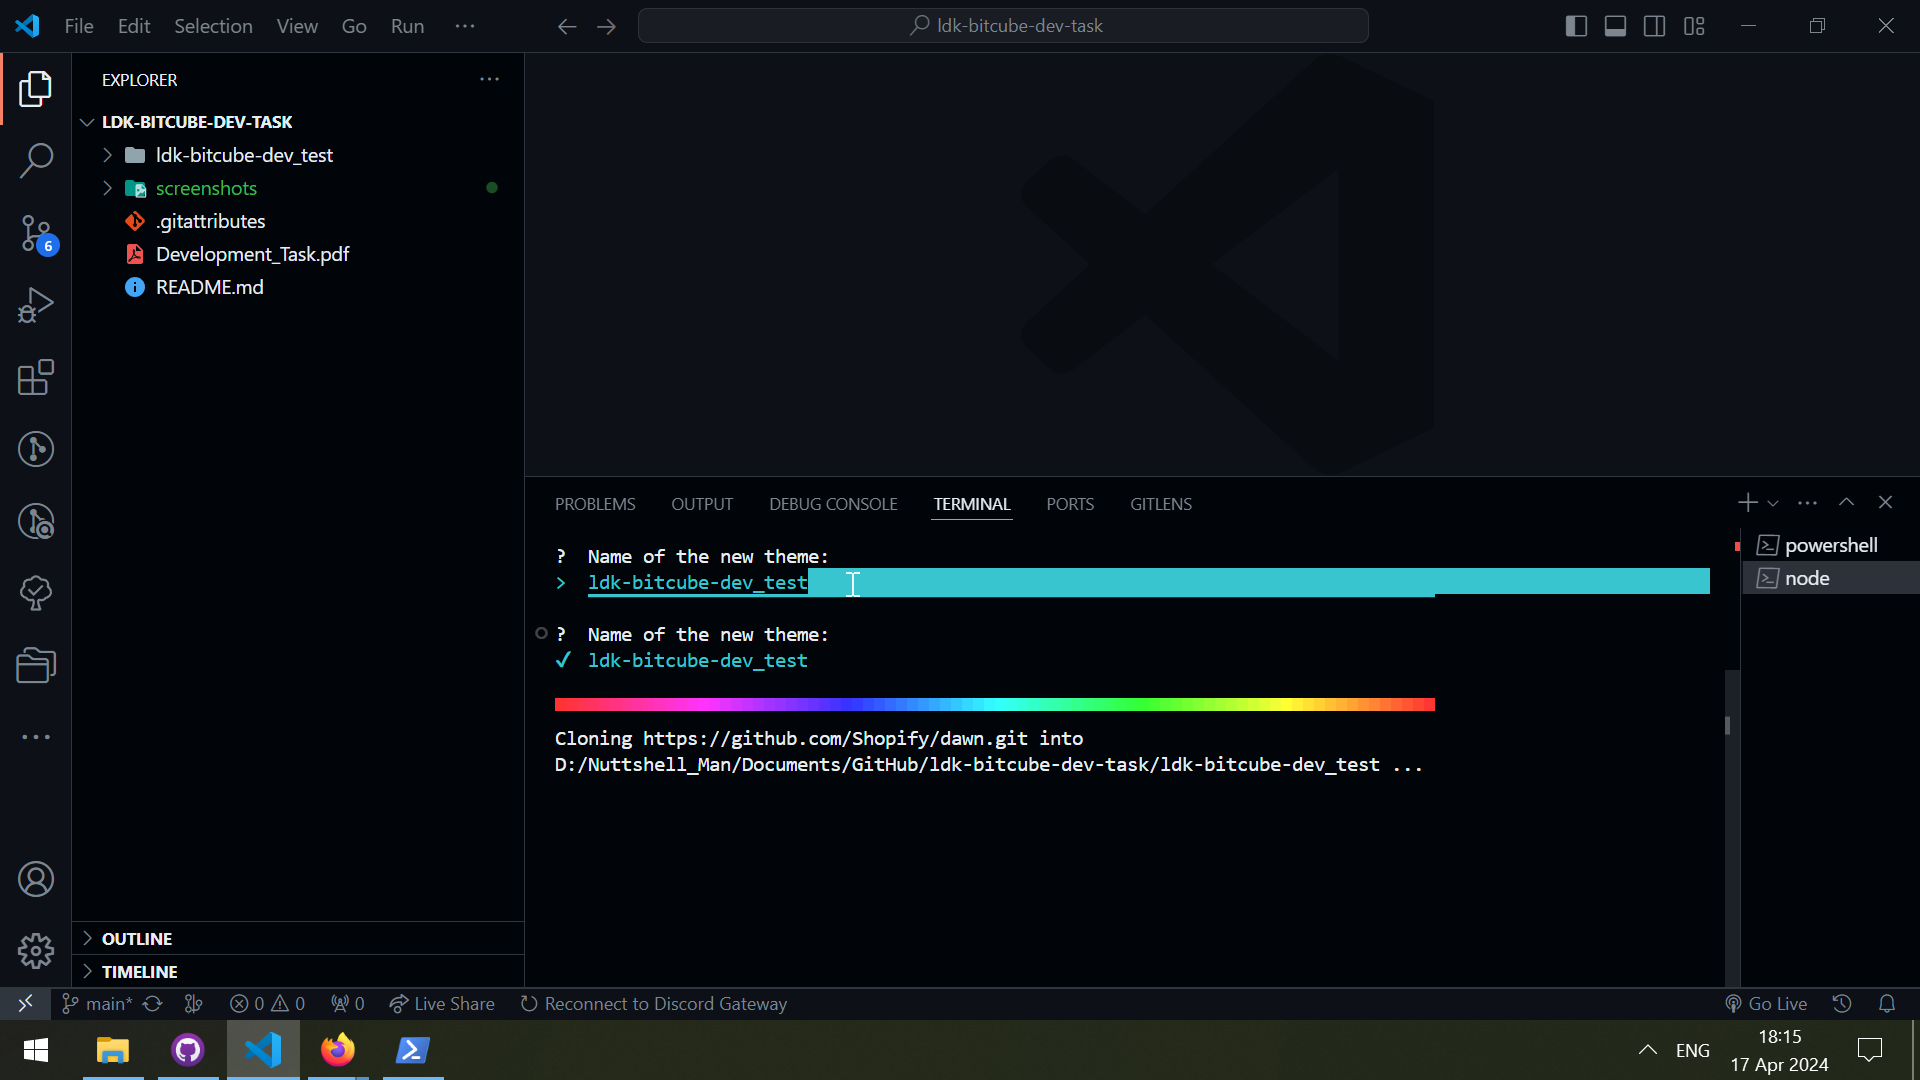 File Edit Selection View Go Run ldk-bitcube-dev-task
EXPLORER
LDK-BITCUBE-DEV-TASK
ldk-bitcube-dev_test
screenshots
.gitattributes
Development_Task.pdf
README.md
6
OUTLINE
TIMELINE
PROBLEMS OUTPUT DEBUG CONSOLE TERMINAL PORTS GITLENS
? Name of the new theme:
> ldk-bitcube-dev_test
? Name of the new theme:
✓ ldk-bitcube-dev_test
Cloning https://github.com/Shopify/dawn.git into
D:/Nuttshell_Man/Documents/GitHub/ldk-bitcube-dev-task/ldk-bitcube-dev_test ...
powershell
node
main* 0 0 0 Live Share Reconnect to Discord Gateway Go Live
ENG
18:15
17 Apr 2024